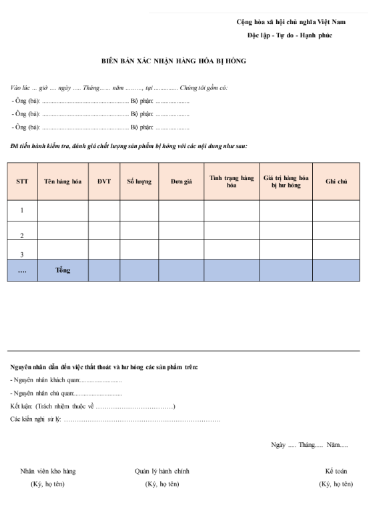 Cộng hòa xã hội chủ nghĩa Việt Nam
Độc lập - Tự do - Hạnh phúc
BIÊN BẢN XÁC NHẬN HÀNG HÓA BỊ HỎNG
Vào lúc ... giờ .... ngày ..... Tháng...... năm ........., tại .............. Chúng tôi gồm có:
- Ông (bà): ............................................ Bộ phận: .................
- Ông (bà): ............................................ Bộ phận: .................
- Ông (bà): ............................................ Bộ phận: .................
Đã tiến hành kiểm tra, đánh giá chất lượng sản phẩm bị hỏng với các nội dung như sau:
STT Tên hàng hóa ĐVT Số lượng Đơn giá Tình trạng hàng hóa Giá trị hàng hóa bị hư hỏng Ghi chú
1
2
3
.... Tổng
Nguyên nhân dẫn đến việc thất thoát và hư hỏng các sản phẩm trên:
- Nguyên nhân khách quan:.....................
- Nguyên nhân chủ quan:........................
Kết luận: (Trách nhiệm thuộc về .......................................)
Các kiến nghị xử lý: ..............................................................................
Ngày ..... Tháng..... Năm.....
Nhân viên kho hàng Quản lý hành chính Kế toán
(Ký, họ tên) (Ký, họ tên) (Ký, họ tên)